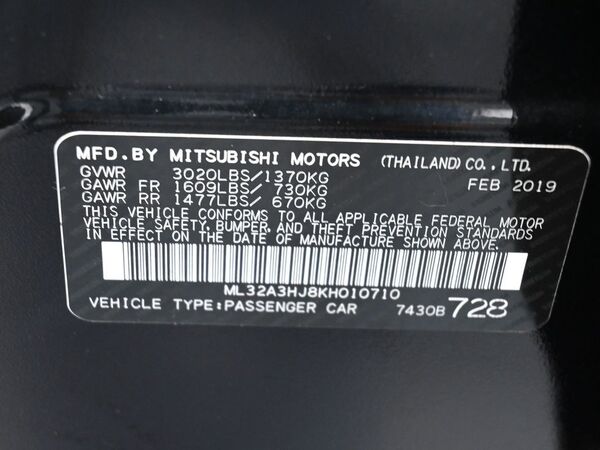 MFD.BY MITSUBISHI MOTORS (THAILAND)CO.,LTD.
GVWR 3020LBS/1370KG
GAWR FR 1609LBS/ 730KG FEB 2019
GAWR RR 1477LBS/ 670KG
THIS VEHICLE CONFORMS TO ALL APPLICABLE FEDERAL MOTOR
VEHICLE SAFETY,BUMPER,AND THEFT PREVENTION STANDARDS
IN EFFECT ON THE DATE OF MANUFACTURE SHOWN ABOVE.
ML32A3HJ8KH010710
VEHICLE TYPE:PASSENGER CAR 7430B 728